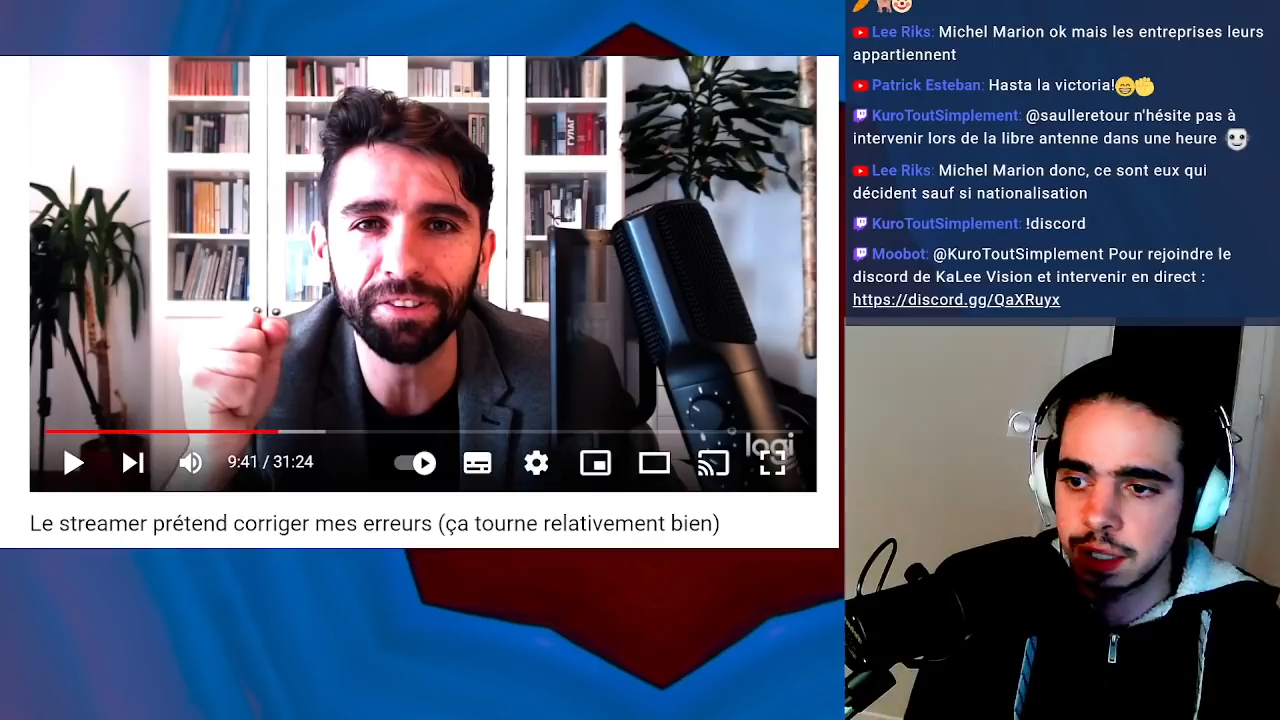 ГУЛАГ
logi
9:41 / 31:24
Le streamer prétend corriger mes erreurs (ça tourne relativement bien)
Lee Riks: Michel Marion ok mais les entreprises leurs
appartiennent
Patrick Esteban: Hasta la victoria!😁✊
KuroToutSimplement: @saulleretour n'hésite pas à
intervenir lors de la libre antenne dans une heure
Lee Riks: Michel Marion donc, ce sont eux qui
décident sauf si nationalisation
KuroToutSimplement: !discord
Moobot: @KuroToutSimplement Pour rejoindre le
discord de KaLee Vision et intervenir en direct :
https://discord.gg/QaXRuyx